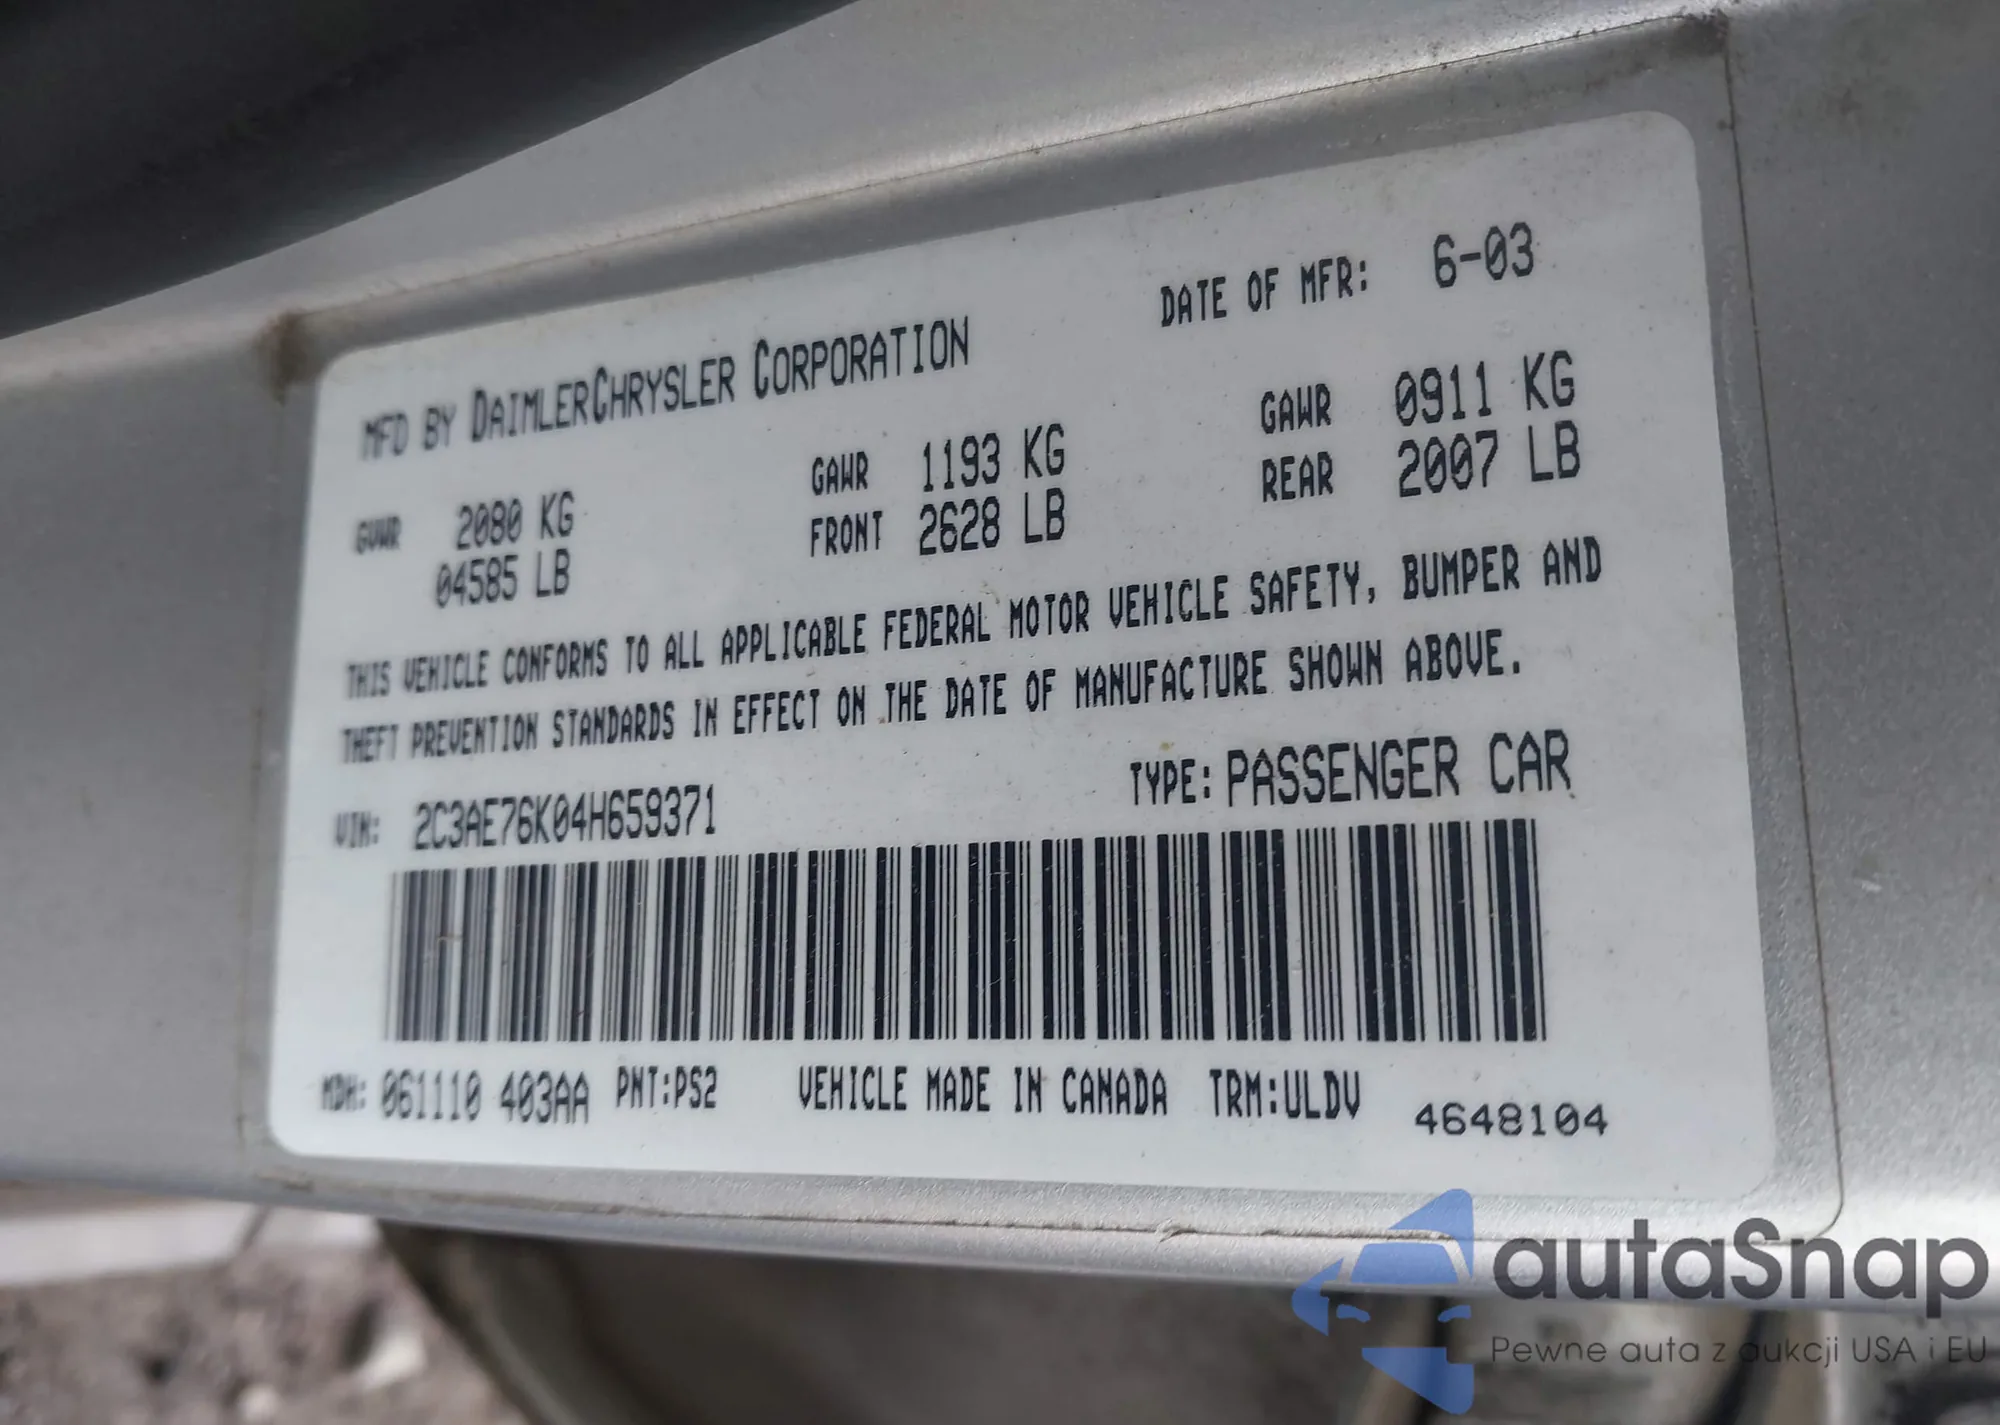 MFD BY DAIMLERCHRYSLER CORPORATION
DATE OF MFR: 6-03
GVWR 2080 KG
04585 LB
GAWR 1193 KG
FRONT 2628 LB
GAWR 0911 KG
REAR 2007 LB
THIS VEHICLE CONFORMS TO ALL APPLICABLE FEDERAL MOTOR VEHICLE SAFETY, BUMPER AND
THEFT PREVENTION STANDARDS IN EFFECT ON THE DATE OF MANUFACTURE SHOWN ABOVE.
VIN: 2C3AE76K04H659371
TYPE: PASSENGER CAR
MDH: 061110 403AA PNT:PS2 VEHICLE MADE IN CANADA TRM:ULDV 4648104
autaSnap
Pewne auta z aukcji USA i EU